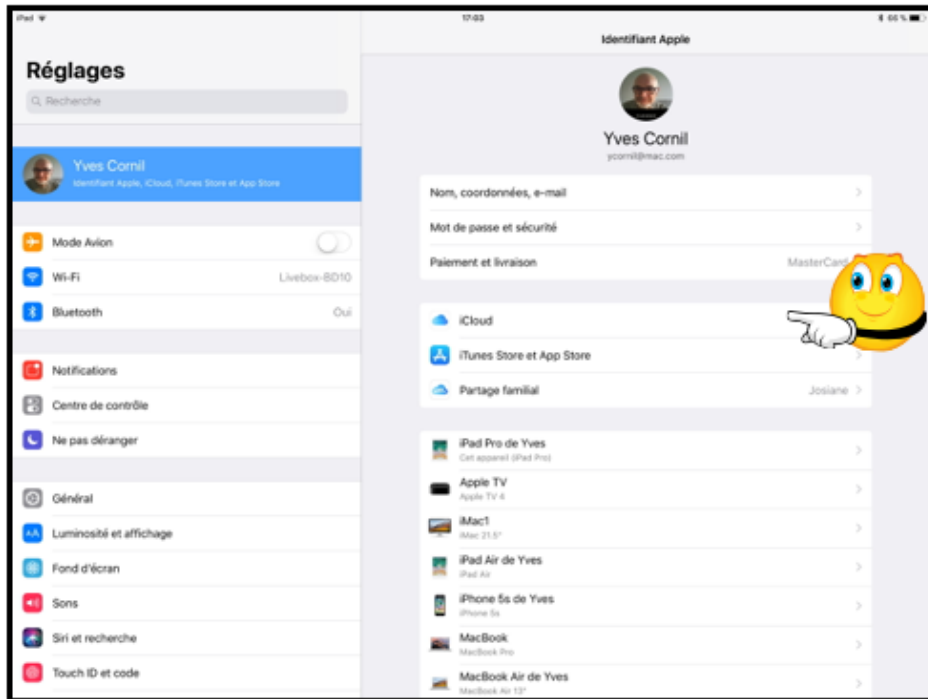 iPad
17:03
66 %
Réglages
Recherche
Yves Cornil
Identifiant Apple, iCloud, iTunes Store et App Store
Mode Avion
Wi-Fi Livebox-BD10
Bluetooth Oui
Notifications
Centre de contrôle
Ne pas déranger
Général
AA Luminosité et affichage
Fond d'écran
Sons
Siri et recherche
Touch ID et code
Identifiant Apple
Yves Cornil
ycornil@mac.com
Nom, coordonnées, e-mail
Mot de passe et sécurité
Paiement et livraison MasterCard
iCloud
iTunes Store et App Store
Partage familial Josiane
iPad Pro de Yves
Cet appareil (iPad Pro)
Apple TV
Apple TV 4
iMac1
iMac 21.5"
iPad Air de Yves
iPad Air
iPhone 5s de Yves
iPhone 5s
MacBook
MacBook Pro
MacBook Air de Yves
MacBook Air 13"